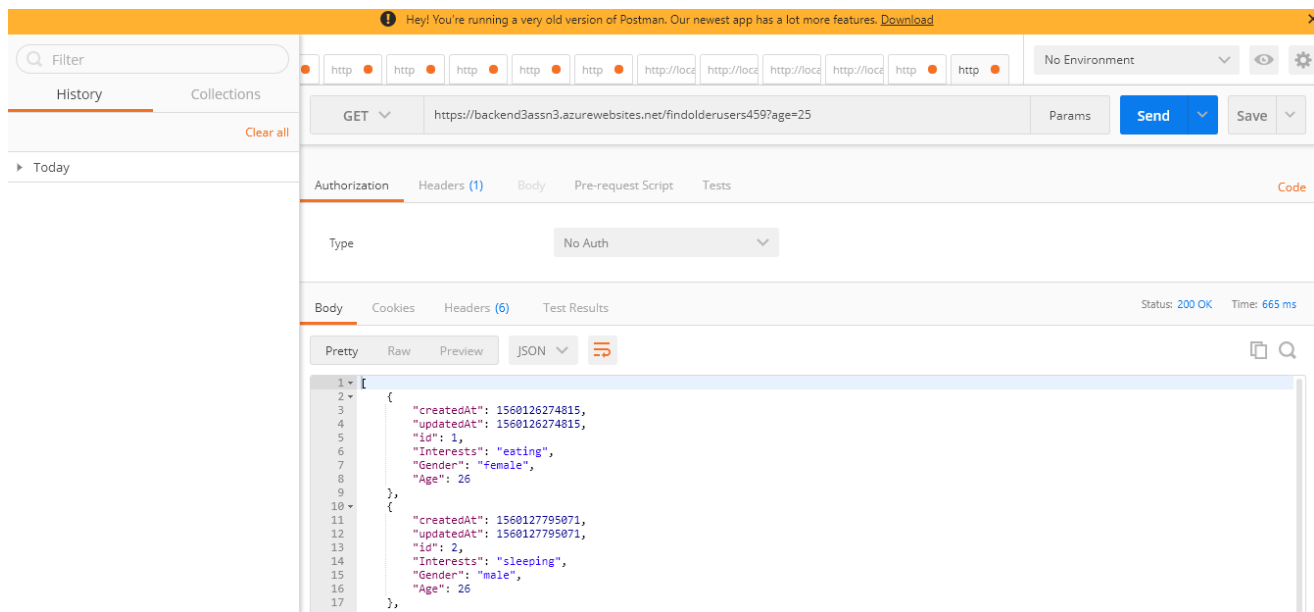 Hey! You're running a very old version of Postman. Our newest app has a lot more features. Download
Filter
History Collections
Clear all
Today
http http http http http http://loca http://loca http://loca http://loca http http
No Environment
GET https://backend3assn3.azurewebsites.net/findolderusers459?age=25 Params Send Save
Authorization Headers (1) Body Pre-request Script Tests Code
Type No Auth
Body Cookies Headers (6) Test Results Status: 200 OK Time: 665 ms
Pretty Raw Preview JSON
1 [
2 {
3 "createdAt": 1560126274815,
4 "updatedAt": 1560126274815,
5 "id": 1,
6 "Interests": "eating",
7 "Gender": "female",
8 "Age": 26
9 },
10 {
11 "createdAt": 1560127795071,
12 "updatedAt": 1560127795071,
13 "id": 2,
14 "Interests": "sleeping",
15 "Gender": "male",
16 "Age": 26
17 },